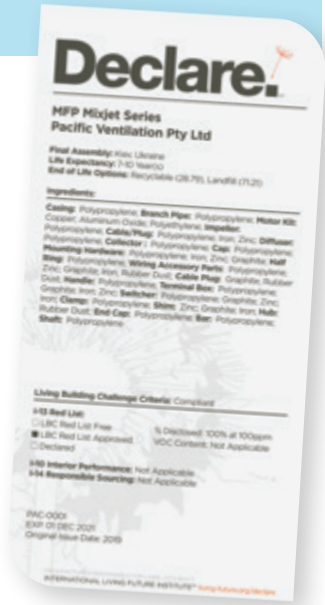 Declare.
MFP Mixjet Series
Pacific Ventilation Pty Ltd
Final Assembly: Kiev, Ukraine
Life Expectancy: 7-10 Year(s)
End of Life Options: Recyclable (28.79), Landfill (71.21)
Ingredients:
Casing: Polypropylene; Branch Pipe: Polypropylene; Motor Kit:
Copper, Aluminum Oxide, Polyethylene; Impeller:
Polypropylene; Cable/Plug: Polypropylene, Iron, Zinc; Diffuser:
Polypropylene; Collector: Polypropylene; Cap: Polypropylene;
Mounting Hardware: Polypropylene, Iron, Zinc, Graphite; Half
Ring: Polypropylene; Wiring Accessory Parts: Polypropylene,
Zinc, Graphite, Iron, Rubber Dust; Cable Plug: Graphite, Rubber
Dust; Handle: Polypropylene; Terminal Box: Polypropylene,
Graphite, Iron, Zinc; Switcher: Polypropylene, Graphite, Zinc,
Iron; Clamp: Polypropylene; Shim: Zinc, Graphite, Iron; Hub:
Rubber Dust; End Cap: Polypropylene; Bar: Polypropylene;
Shaft: Polypropylene
Living Building Challenge Criteria: Compliant
I-13 Red List:
LBC Red List Free
LBC Red List Approved
Declared
% Disclosed: 100% at 100ppm
VOC Content: Not Applicable
I-10 Interior Performance: Not Applicable
I-14 Responsible Sourcing: Not Applicable
PAC-0001
EXP. 01 DEC 2021
Original Issue Date: 2019
INTERNATIONAL LIVING FUTURE INSTITUTE™ living-future.org/declare